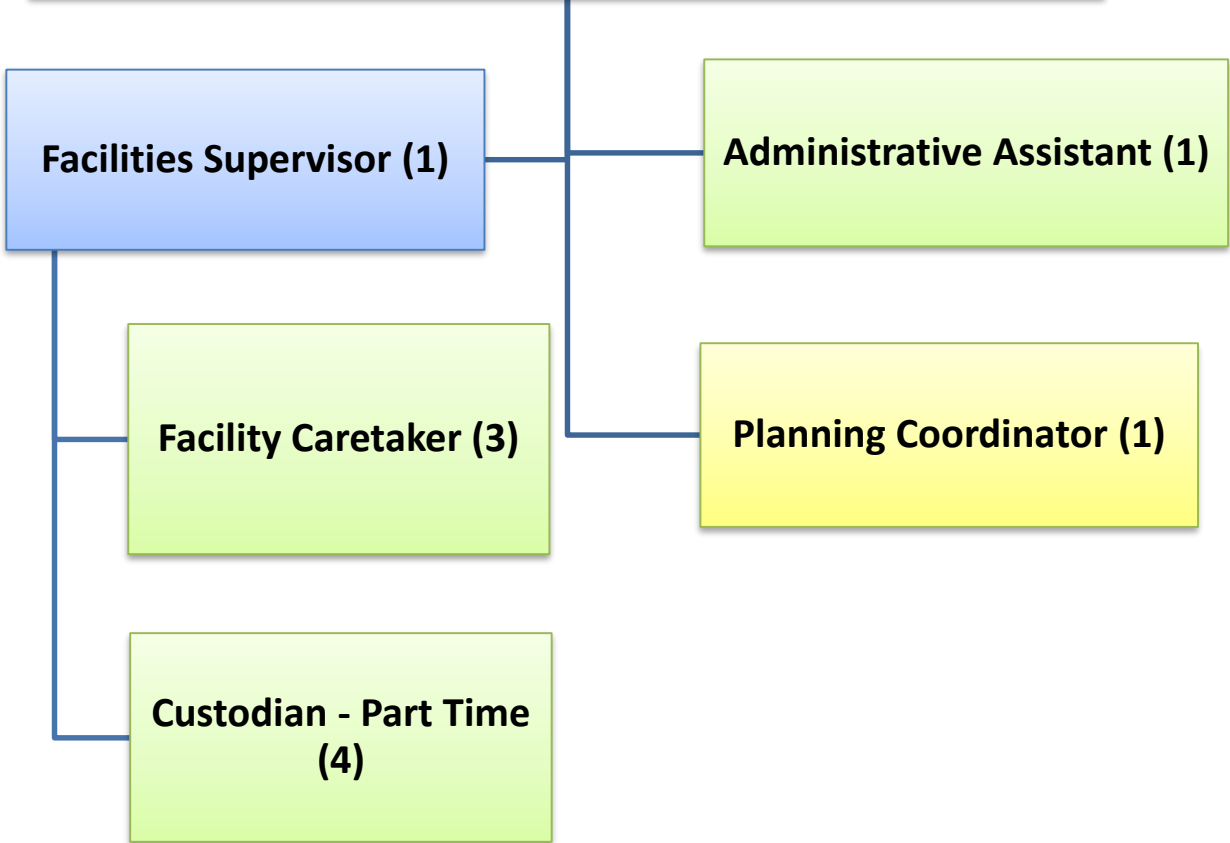 Facilities Supervisor (1)
Administrative Assistant (1)
Facility Caretaker (3)
Planning Coordinator (1)
Custodian - Part Time
(4)